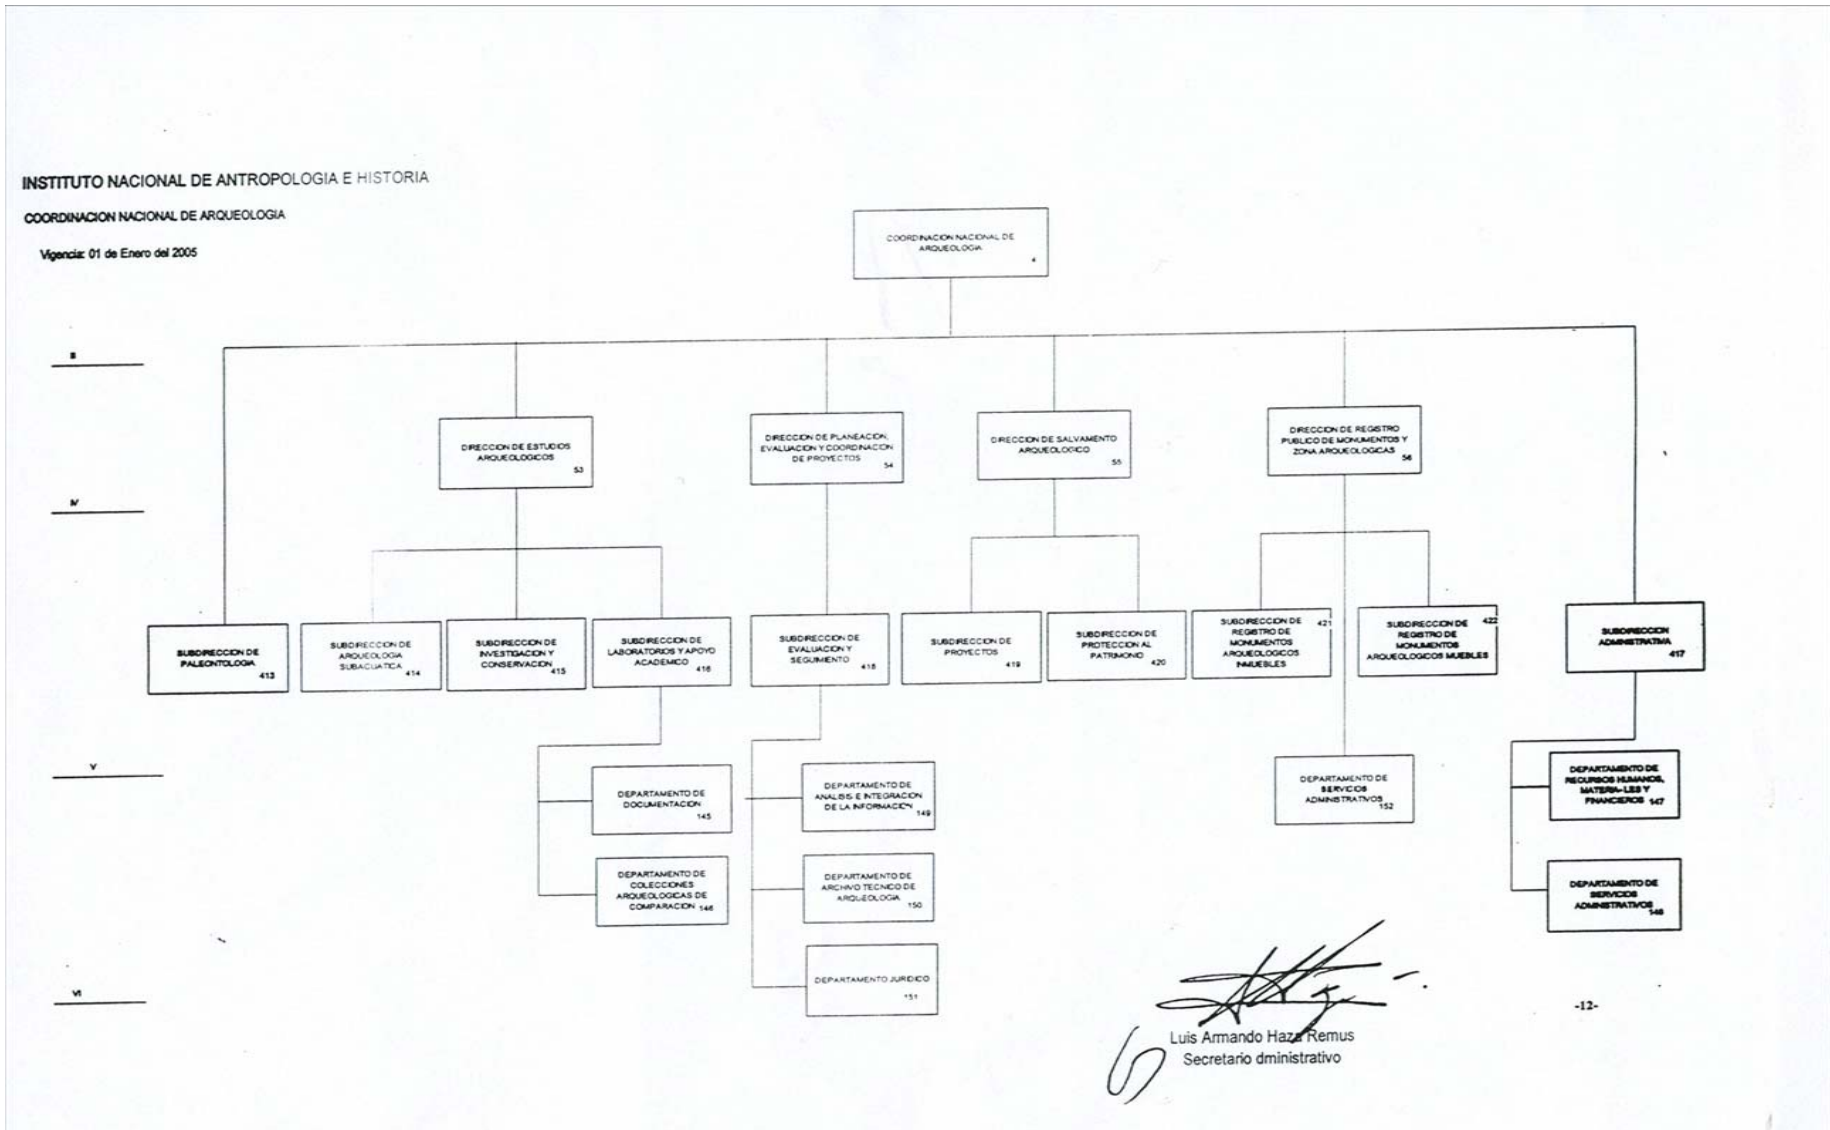 INSTITUTO NACIONAL DE ANTROPOLOGIA E HISTORIA
COORDINACION NACIONAL DE ARQUEOLOGIA
Vigencia: 01 de Enero del 2005
COORDINACION NACIONAL DE
ARQUEOLOGIA
4
II
IV
V
VI
DIRECCION DE ESTUDIOS
ARQUEOLOGICOS
53
DIRECCION DE PLANEACION,
EVALUACION Y COORDINACION
DE PROYECTOS
54
DIRECCION DE SALVAMENTO
ARQUEOLOGICO
55
DIRECCION DE REGISTRO
PUBLICO DE MONUMENTOS Y
ZONA ARQUEOLOGICAS
56
SUBDIRECCION DE
PALEONTOLOGIA
413
SUBDIRECCION DE
ARQUEOLOGIA
SUBACUATICA
414
SUBDIRECCION DE
INVESTIGACION Y
CONSERVACION
415
SUBDIRECCION DE
LABORATORIOS Y APOYO
ACADEMICO
416
SUBDIRECCION DE
EVALUACION Y
SEGUIMIENTO
418
SUBDIRECCION DE
PROYECTOS
419
SUBDIRECCION DE
PROTECCION AL
PATRIMONIO
420
SUBDIRECCION DE
REGISTRO DE
MONUMENTOS
ARQUEOLOGICOS
INMUEBLES
421
SUBDIRECCION DE
REGISTRO DE
MONUMENTOS
ARQUEOLOGICOS MUEBLES
422
SUBDIRECCION
ADMINISTRATIVA
417
DEPARTAMENTO DE
DOCUMENTACION
145
DEPARTAMENTO DE
COLECCIONES
ARQUEOLOGICAS DE
COMPARACION 146
DEPARTAMENTO DE
ANALISIS E INTEGRACION
DE LA INFORMACION
149
DEPARTAMENTO DE
ARCHIVO TECNICO DE
ARQUEOLOGIA
150
DEPARTAMENTO JURIDICO
151
DEPARTAMENTO DE
SERVICIOS
ADMINISTRATIVOS
152
DEPARTAMENTO DE
RECURSOS HUMANOS,
MATERIA-LES Y
FINANCIEROS 147
DEPARTAMENTO DE
SERVICIOS
ADMINISTRATIVOS
148
Luis Armando Haza Remus
Secretario dministrativo
-12-